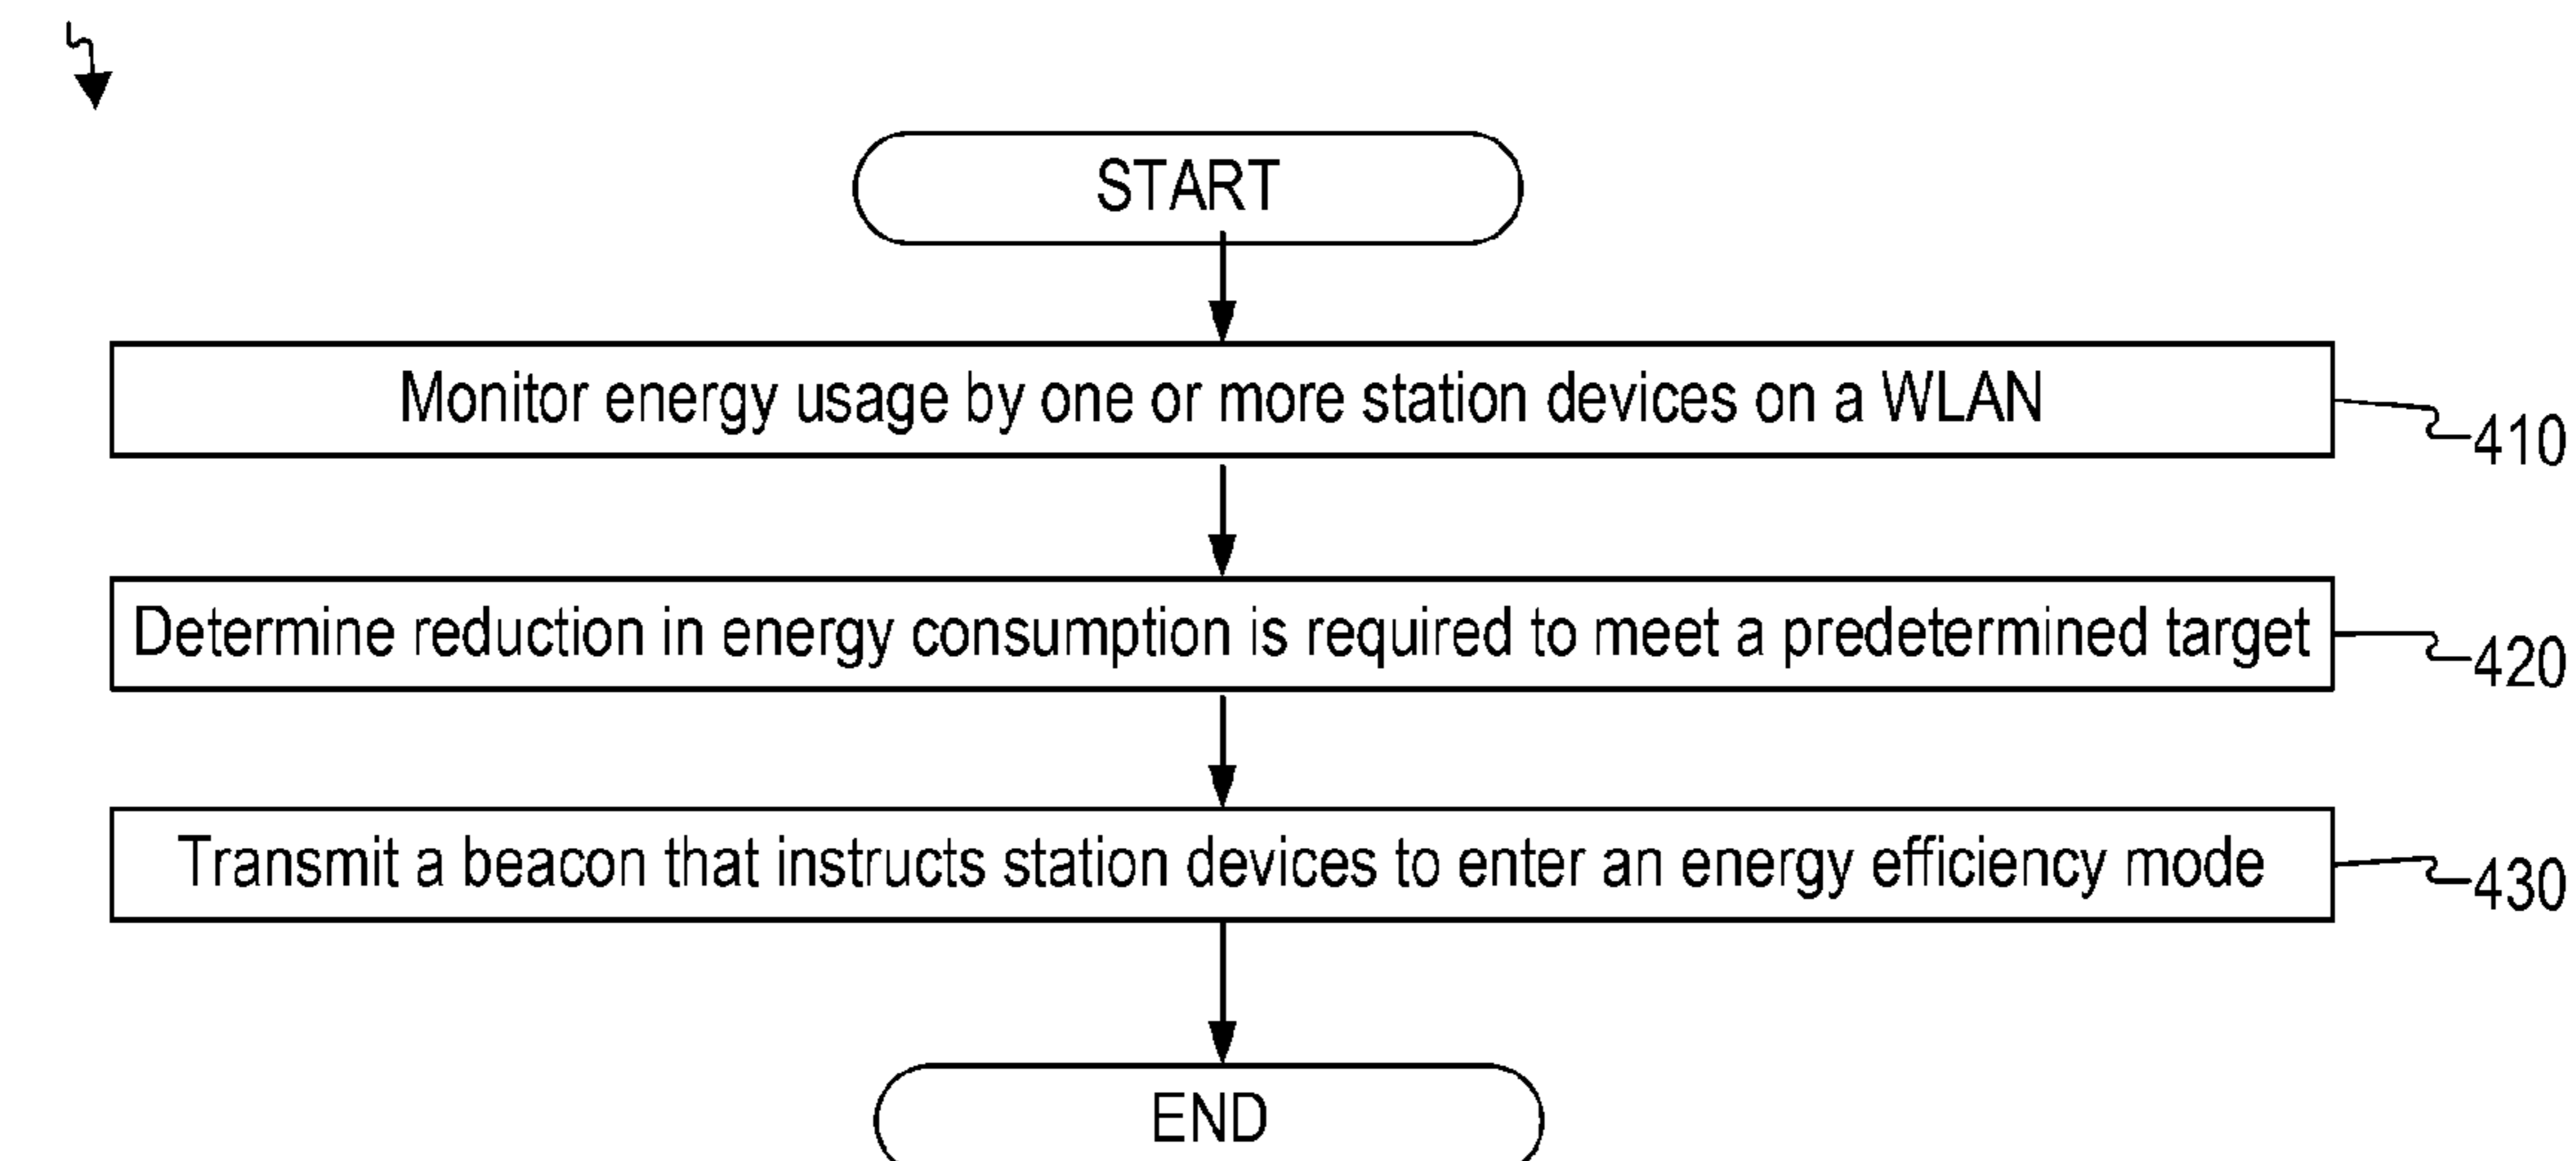 START
Monitor energy usage by one or more station devices on a WLAN
410
Determine reduction in energy consumption is required to meet a predetermined target
420
Transmit a beacon that instructs station devices to enter an energy efficiency mode
430
END